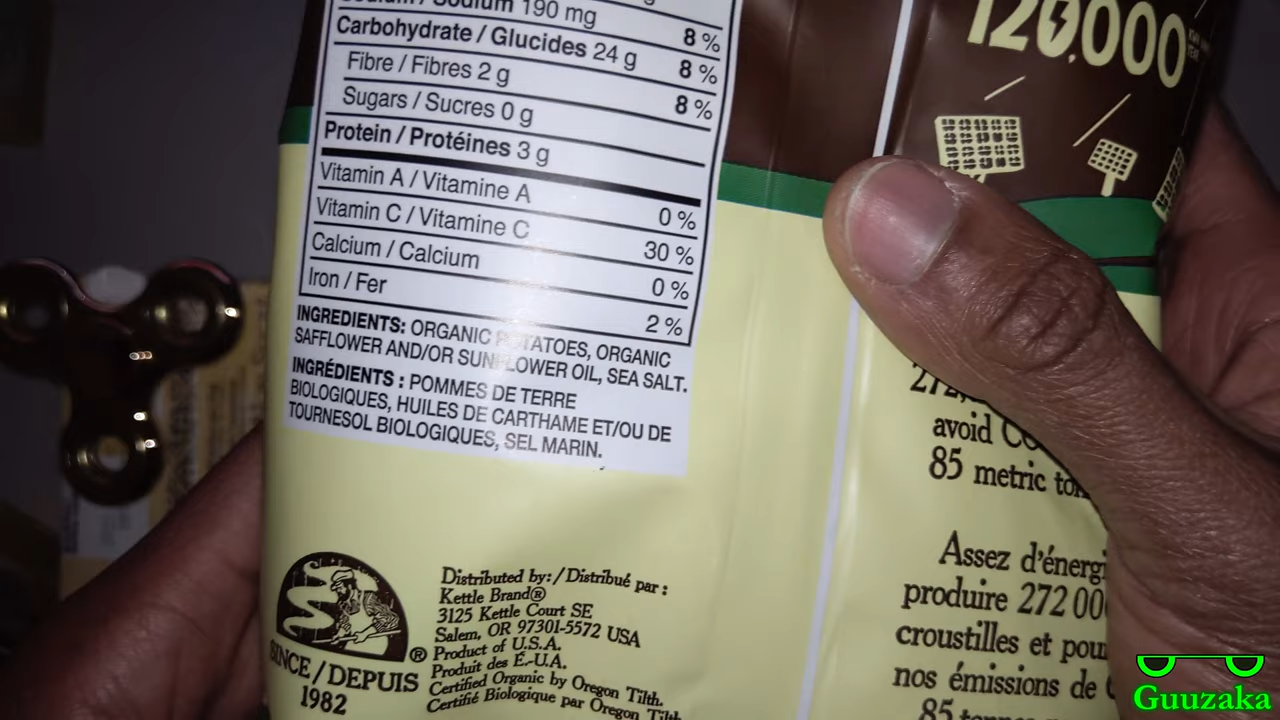 Sodium 190 mg
8 %
Carbohydrate / Glucides 24 g
8 %
Fibre / Fibres 2 g
8 %
Sugars / Sucres 0 g
Protein / Protéines 3 g
Vitamin A / Vitamine A
0 %
Vitamin C / Vitamine C
30 %
Calcium / Calcium
0 %
Iron / Fer
2 %
INGREDIENTS: ORGANIC POTATOES, ORGANIC
SAFFLOWER AND/OR SUNFLOWER OIL, SEA SALT.
INGRÉDIENTS : POMMES DE TERRE
BIOLOGIQUES, HUILES DE CARTHAME ET/OU DE
TOURNESOL BIOLOGIQUES, SEL MARIN.
SINCE / DEPUIS ®
1982
Distributed by: / Distribué par :
Kettle Brand®
3125 Kettle Court SE
Salem, OR 97301-5572 USA
Product of U.S.A.
Produit des É.-U.A.
Certified Organic by Oregon Tilth.
Certifié Biologique par Oregon Tilth
120,000
avoid
85 metric
Assez d'énergi
produire 272 00
croustilles et pou
nos émissions de
85
Guuzaka